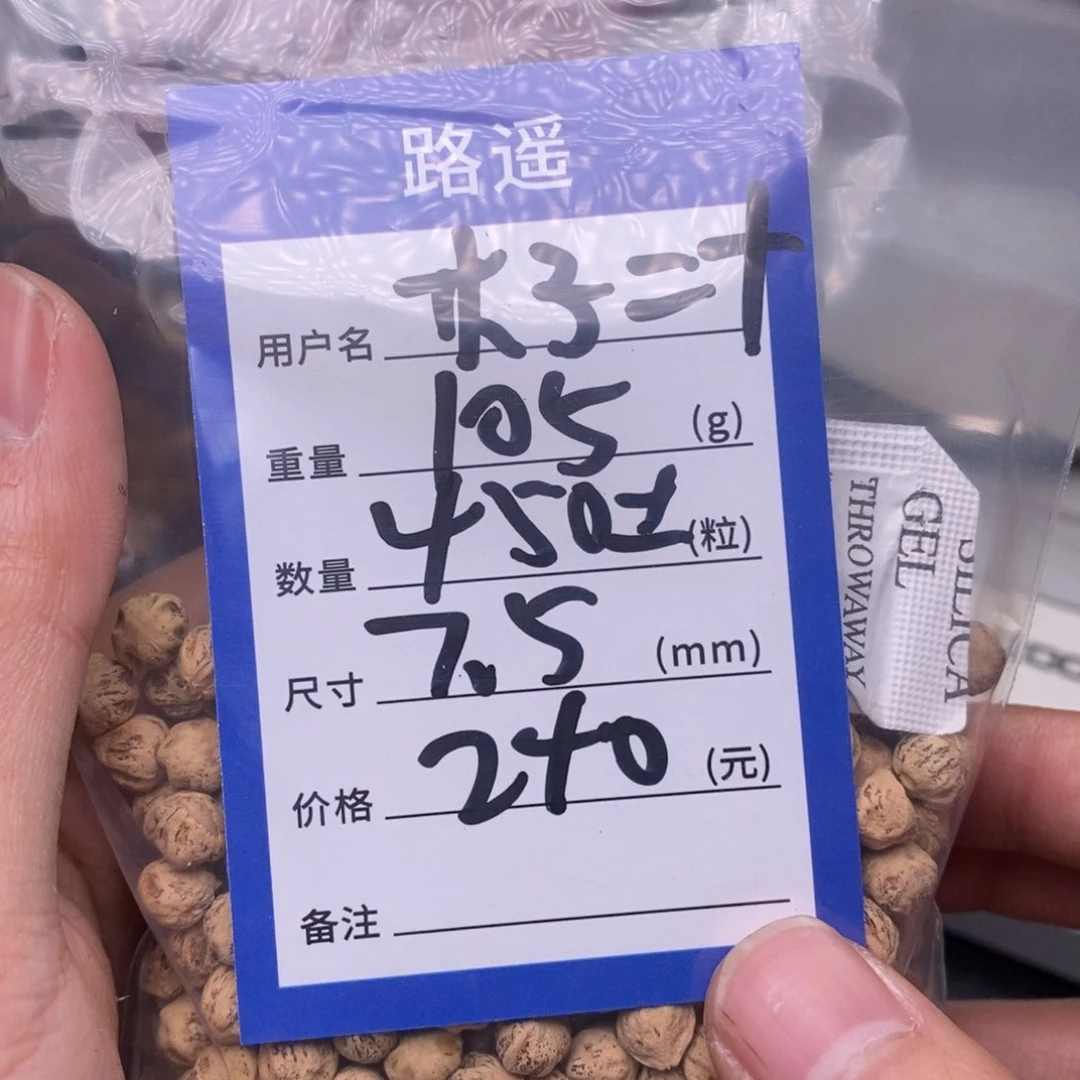 路遥
用户名 木子二十
重量 105 (g)
数量 450± (粒)
尺寸 7.5 (mm)
价格 240 (元)
备注
SILICA
GEL
THROWAWAY